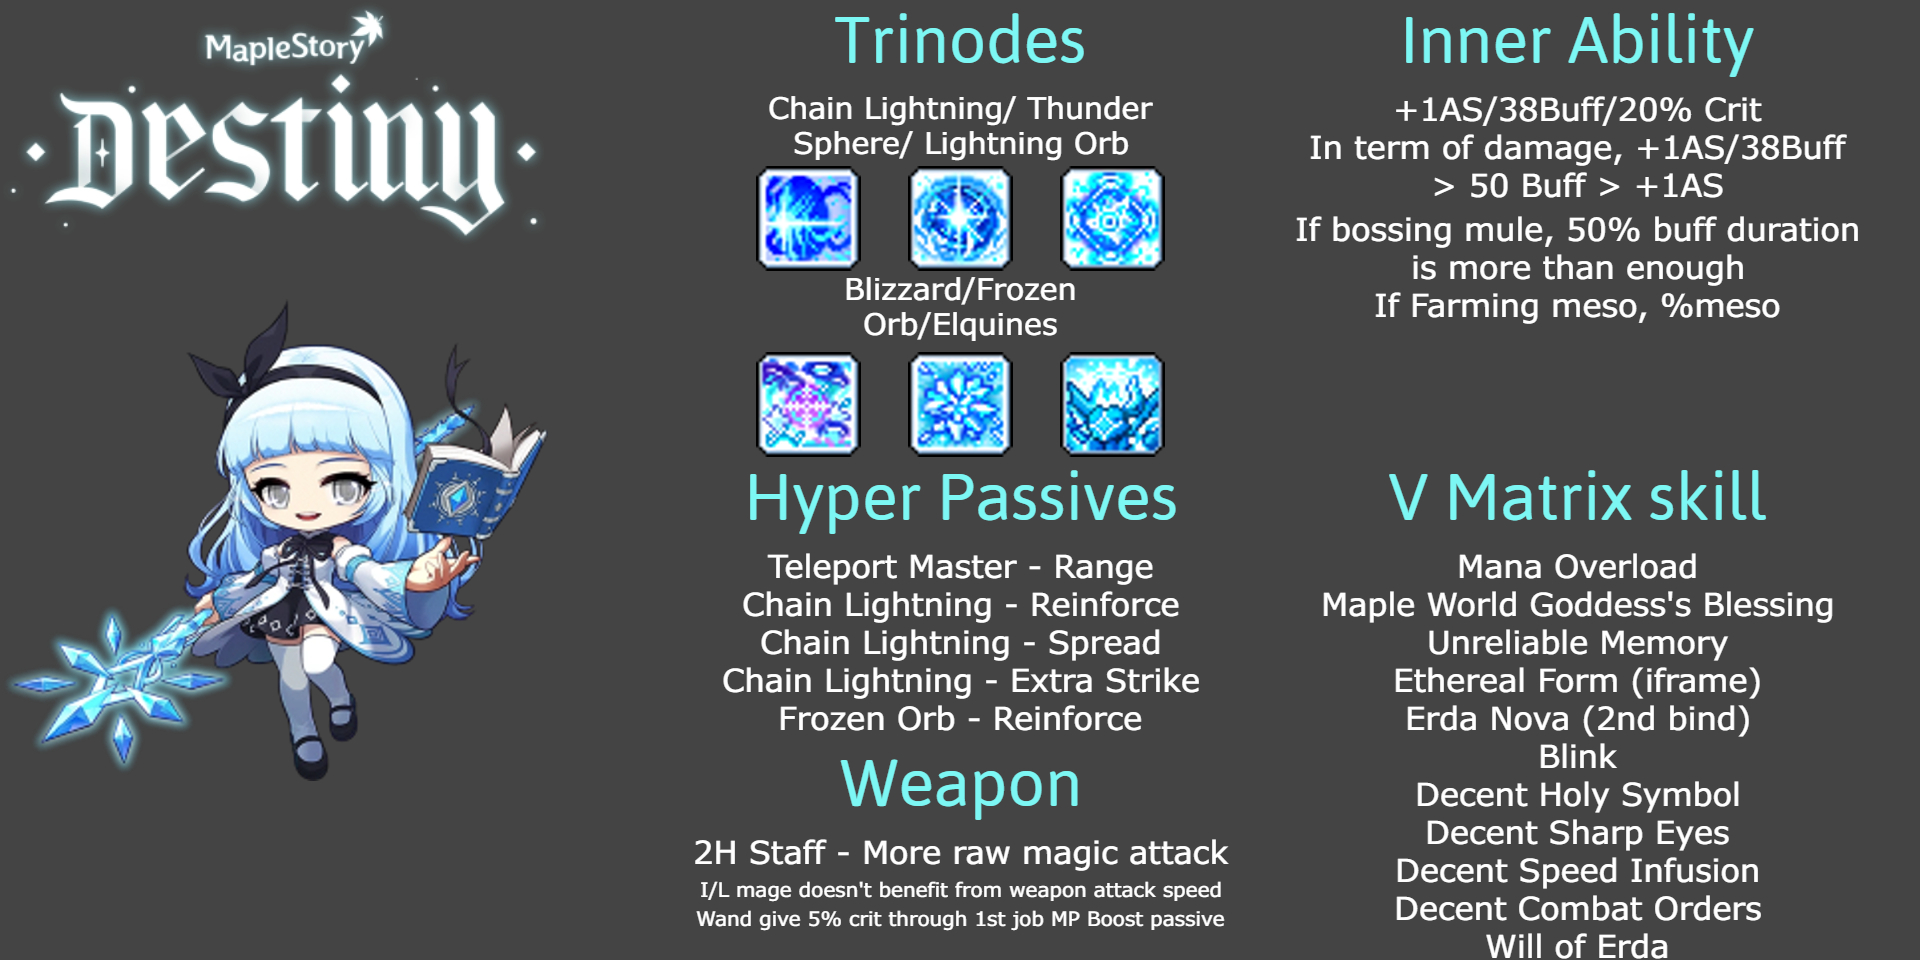 MapleStory
Destiny
Trinodes
Chain Lightning/ Thunder
Sphere/ Lightning Orb
Blizzard/Frozen
Orb/Elquines
Hyper Passives
Teleport Master - Range
Chain Lightning - Reinforce
Chain Lightning - Spread
Chain Lightning - Extra Strike
Frozen Orb - Reinforce
Weapon
2H Staff - More raw magic attack
I/L mage doesn't benefit from weapon attack speed
Wand give 5% crit through 1st job MP Boost passive
Inner Ability
+1AS/38Buff/20% Crit
In term of damage, +1AS/38Buff
> 50 Buff > +1AS
If bossing mule, 50% buff duration
is more than enough
If Farming meso, %meso
V Matrix skill
Mana Overload
Maple World Goddess's Blessing
Unreliable Memory
Ethereal Form (iframe)
Erda Nova (2nd bind)
Blink
Decent Holy Symbol
Decent Sharp Eyes
Decent Speed Infusion
Decent Combat Orders
Will of Erda